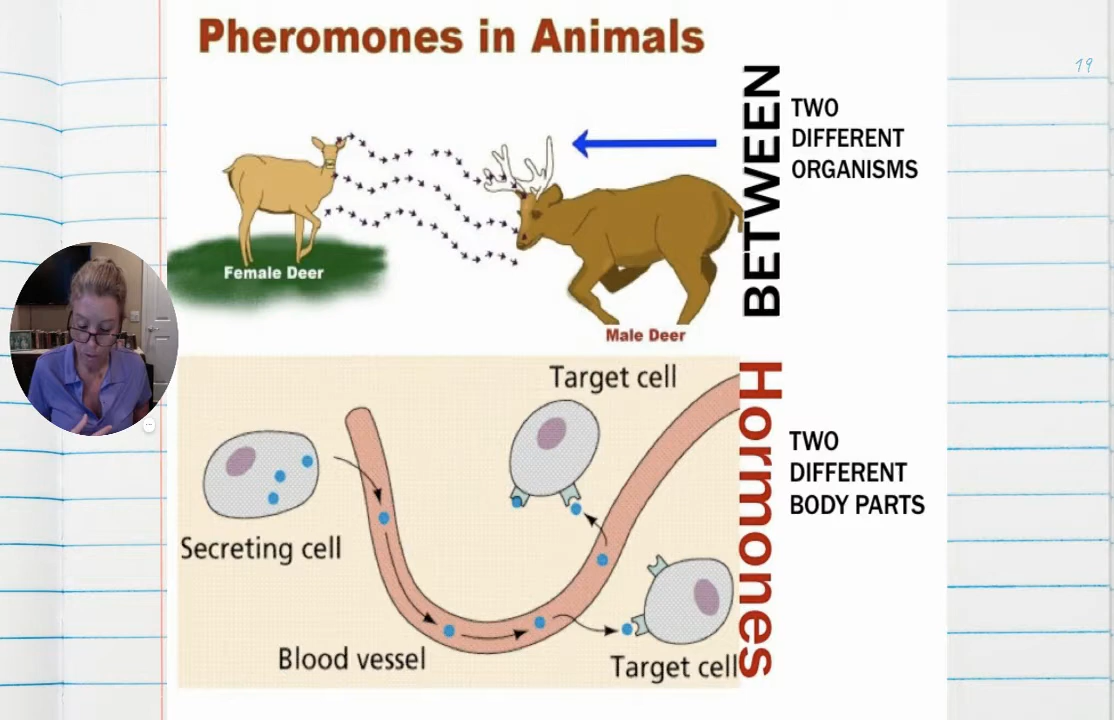 Pheromones in Animals
19
BETWEEN
TWO
DIFFERENT
ORGANISMS
Female Deer
Male Deer
Hormones
TWO
DIFFERENT
BODY PARTS
Target cell
Secreting cell
Blood vessel
Target cell